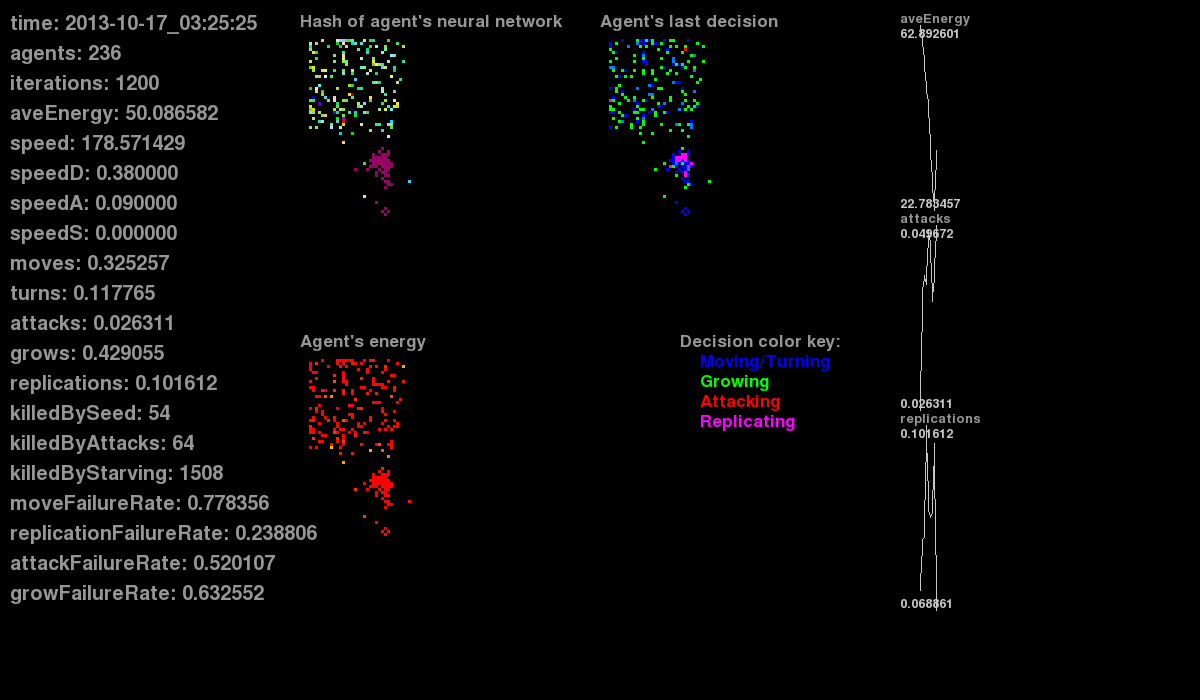 time: 2013-10-17_03:25:25
agents: 236
iterations: 1200
aveEnergy: 50.086582
speed: 178.571429
speedD: 0.380000
speedA: 0.090000
speedS: 0.000000
moves: 0.325257
turns: 0.117765
attacks: 0.026311
grows: 0.429055
replications: 0.101612
killedBySeed: 54
killedByAttacks: 64
killedByStarving: 1508
moveFailureRate: 0.778356
replicationFailureRate: 0.238806
attackFailureRate: 0.520107
growFailureRate: 0.632552
Hash of agent's neural network
Agent's last decision
Agent's energy
Decision color key:
Moving/Turning
Growing
Attacking
Replicating
aveEnergy
62.892601
22.783457
attacks
0.049672
0.026311
replications
0.101612
0.068861